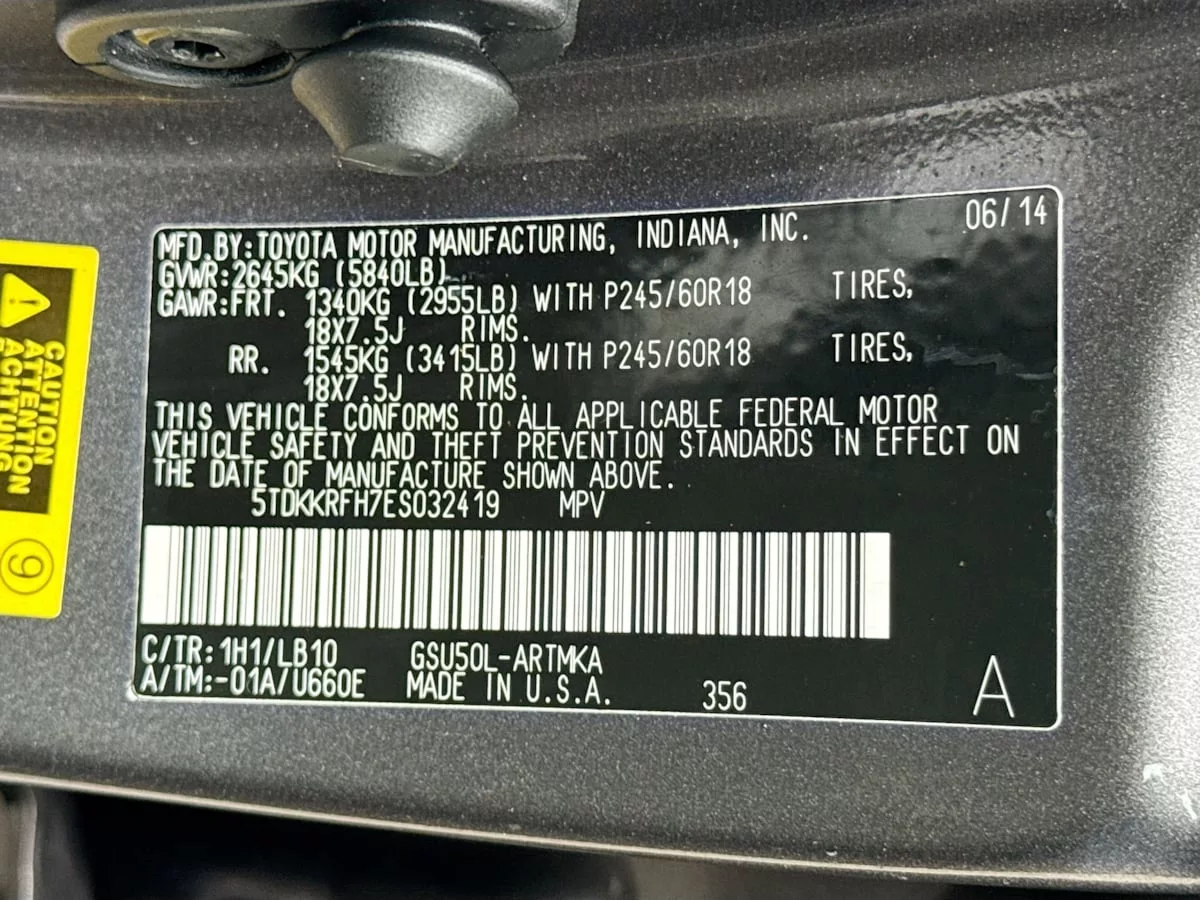 MFD.BY:TOYOTA MOTOR MANUFACTURING, INDIANA, INC. 06/14
GVWR:2645KG (5840LB)
GAWR:FRT. 1340KG (2955LB) WITH P245/60R18 TIRES,
18X7.5J RIMS.
RR. 1545KG (3415LB) WITH P245/60R18 TIRES,
18X7.5J RIMS.
THIS VEHICLE CONFORMS TO ALL APPLICABLE FEDERAL MOTOR
VEHICLE SAFETY AND THEFT PREVENTION STANDARDS IN EFFECT ON
THE DATE OF MANUFACTURE SHOWN ABOVE.
5TDKKRFH7ES032419 MPV
C/TR:1H1/LB10 GSU50L-ARTMKA
A/TM:-01A/U660E MADE IN U.S.A. 356 A
CAUTION
ATTENTION
ACHTUNG
9